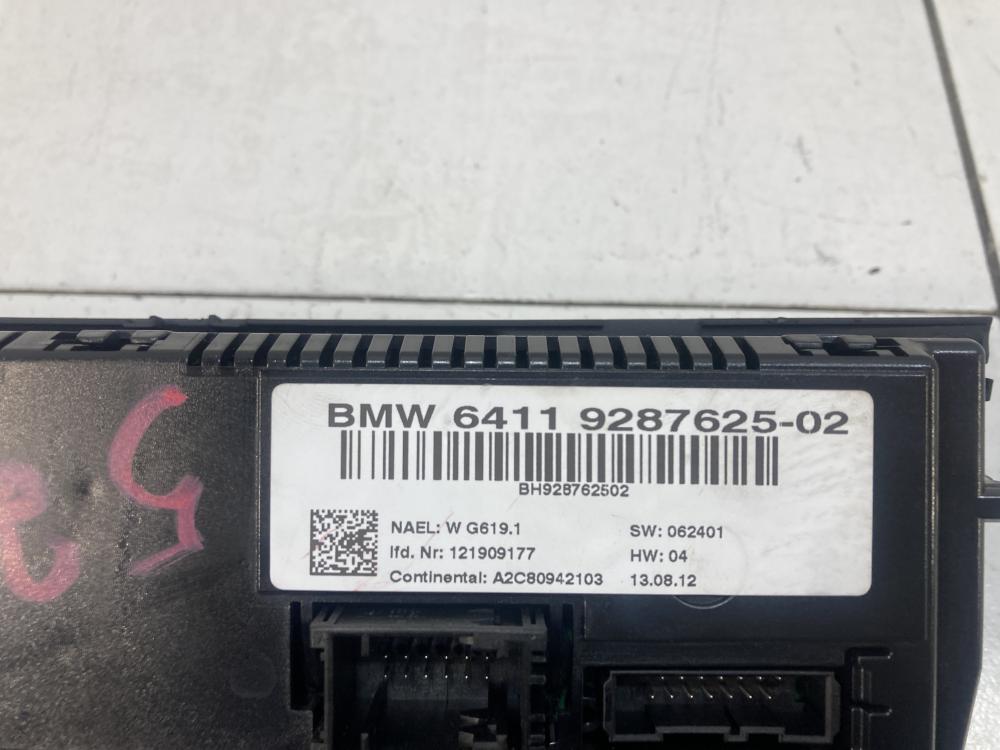 BMW 6411 9287625-02
BH928762502
NAEL: W G619.1 SW: 062401
lfd. Nr: 121909177 HW: 04
Continental: A2C80942103 13.08.12